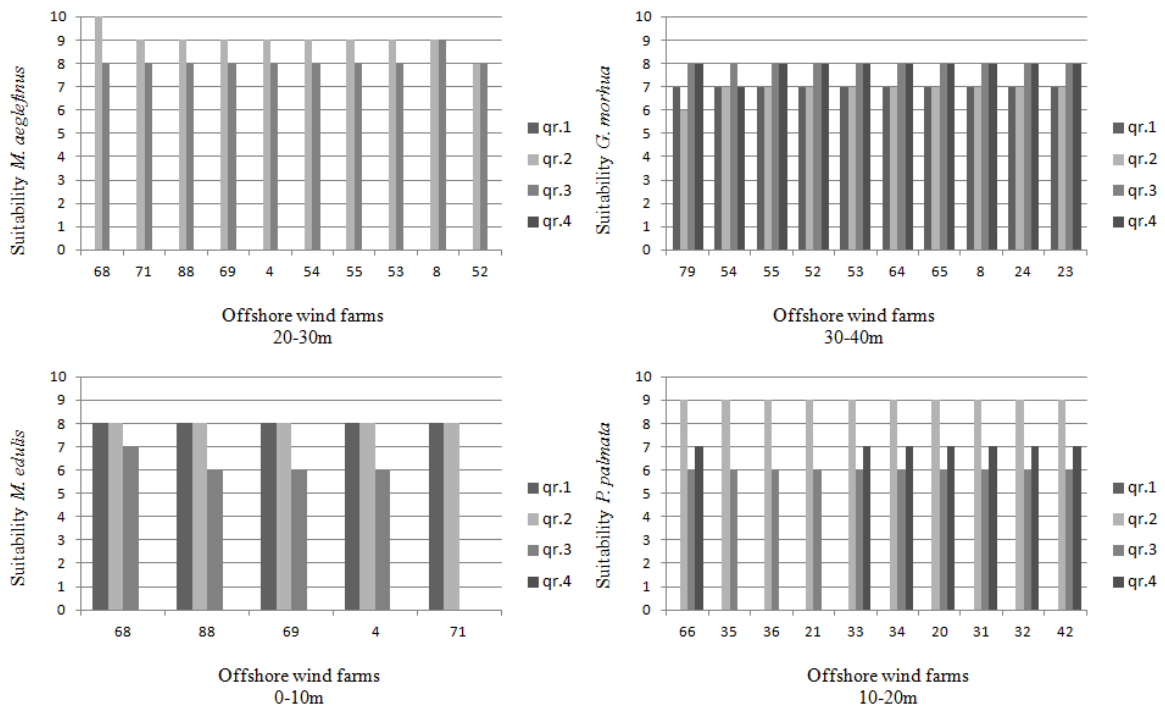 10
9
8
7
6
5
4
3
2
1
0
Suitability M. aeglefinus
68 71 88 69 4 54 55 53 8 52
Offshore wind farms
20-30m
qr.1
qr.2
qr.3
qr.4
10
9
8
7
6
5
4
3
2
1
0
Suitability G. morhua
79 54 55 52 53 64 65 8 24 23
Offshore wind farms
30-40m
qr.1
qr.2
qr.3
qr.4
10
9
8
7
6
5
4
3
2
1
0
Suitability M. edulis
68 88 69 4 71
Offshore wind farms
0-10m
qr.1
qr.2
qr.3
qr.4
10
9
8
7
6
5
4
3
2
1
0
Suitability P. palmata
66 35 36 21 33 34 20 31 32 42
Offshore wind farms
10-20m
qr.1
qr.2
qr.3
qr.4